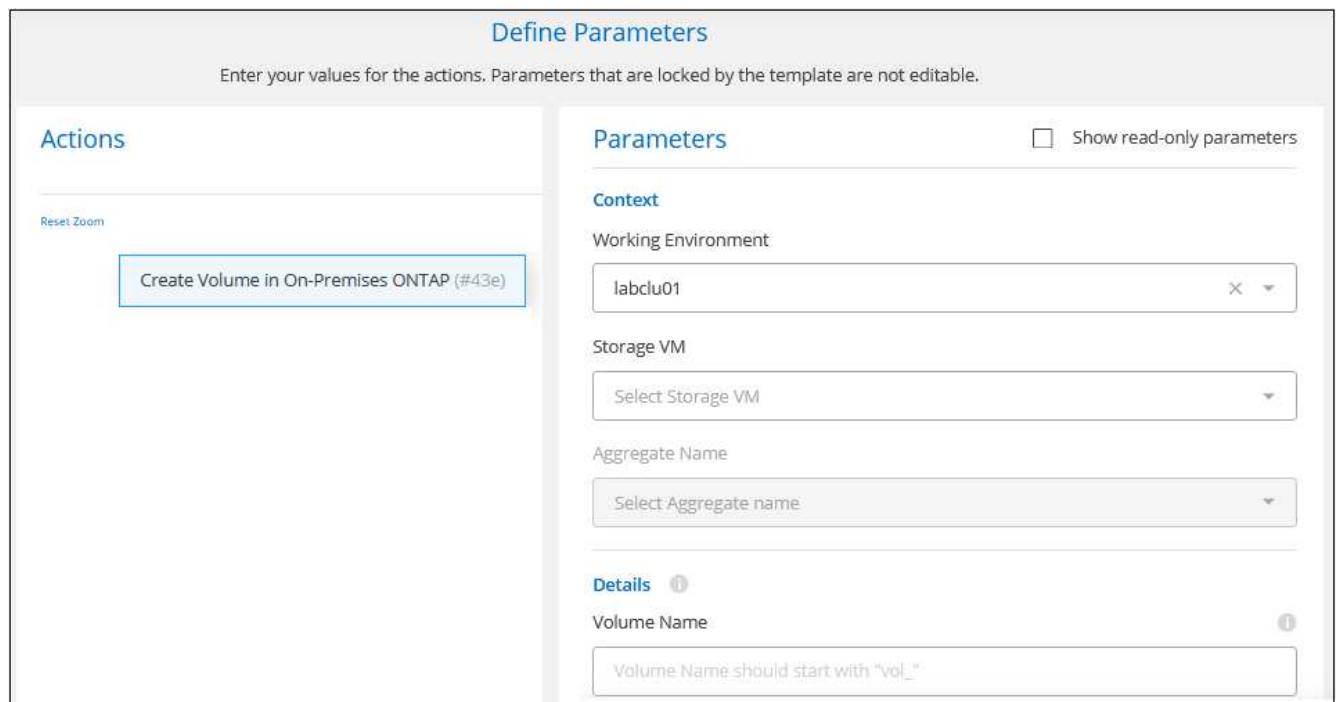 Define Parameters
Enter your values for the actions. Parameters that are locked by the template are not editable.
Actions
Reset Zoom
Create Volume in On-Premises ONTAP (#43e)
Parameters
Show read-only parameters
Context
Working Environment
labclu01
Storage VM
Select Storage VM
Aggregate Name
Select Aggregate name
Details
Volume Name
Volume Name should start with "vol_"